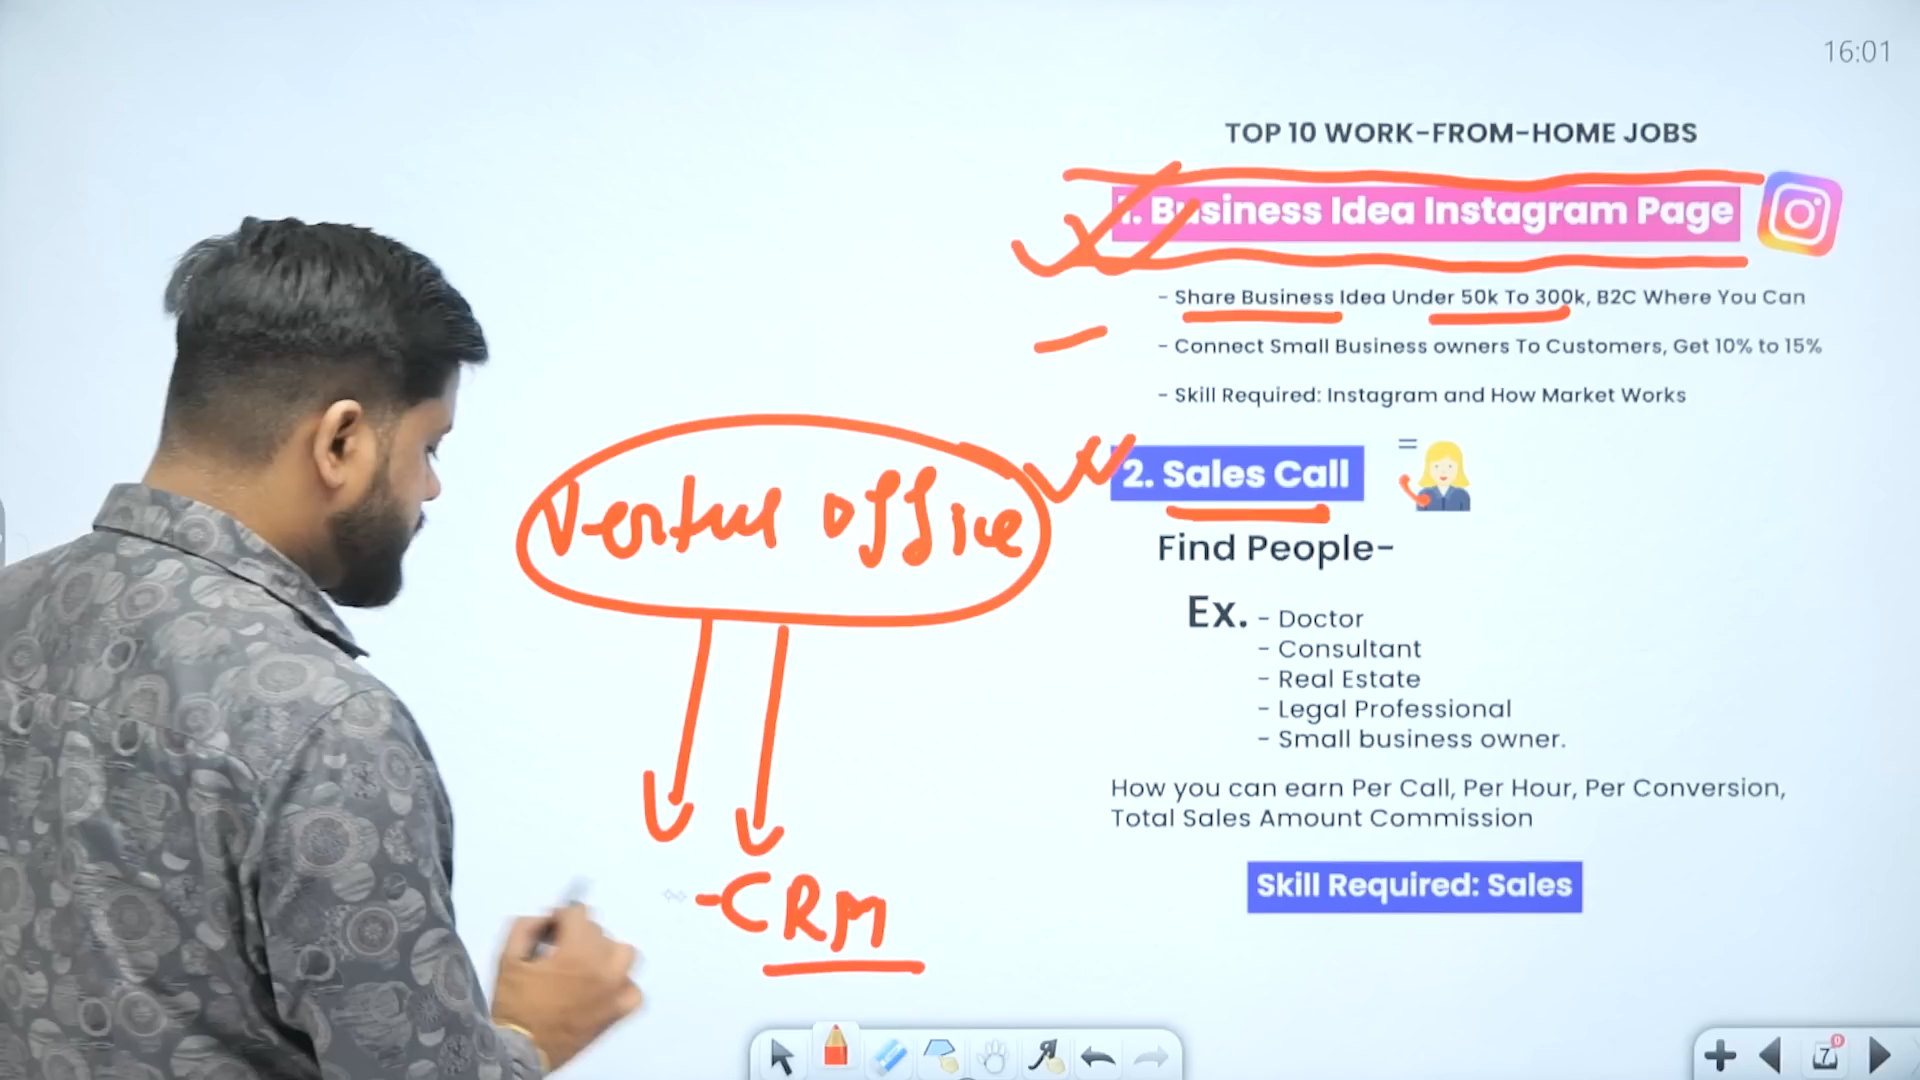 16:01
TOP 10 WORK-FROM-HOME JOBS
1. Business Idea Instagram Page
- Share Business Idea Under 50k To 300k, B2C Where You Can
- Connect Small Business owners To Customers, Get 10% to 15%
- Skill Required: Instagram and How Market Works
2. Sales Call
Find People-
Ex. - Doctor
- Consultant
- Real Estate
- Legal Professional
- Small business owner.
How you can earn Per Call, Per Hour, Per Conversion,
Total Sales Amount Commission
Skill Required: Sales
office
-CRM
7
0